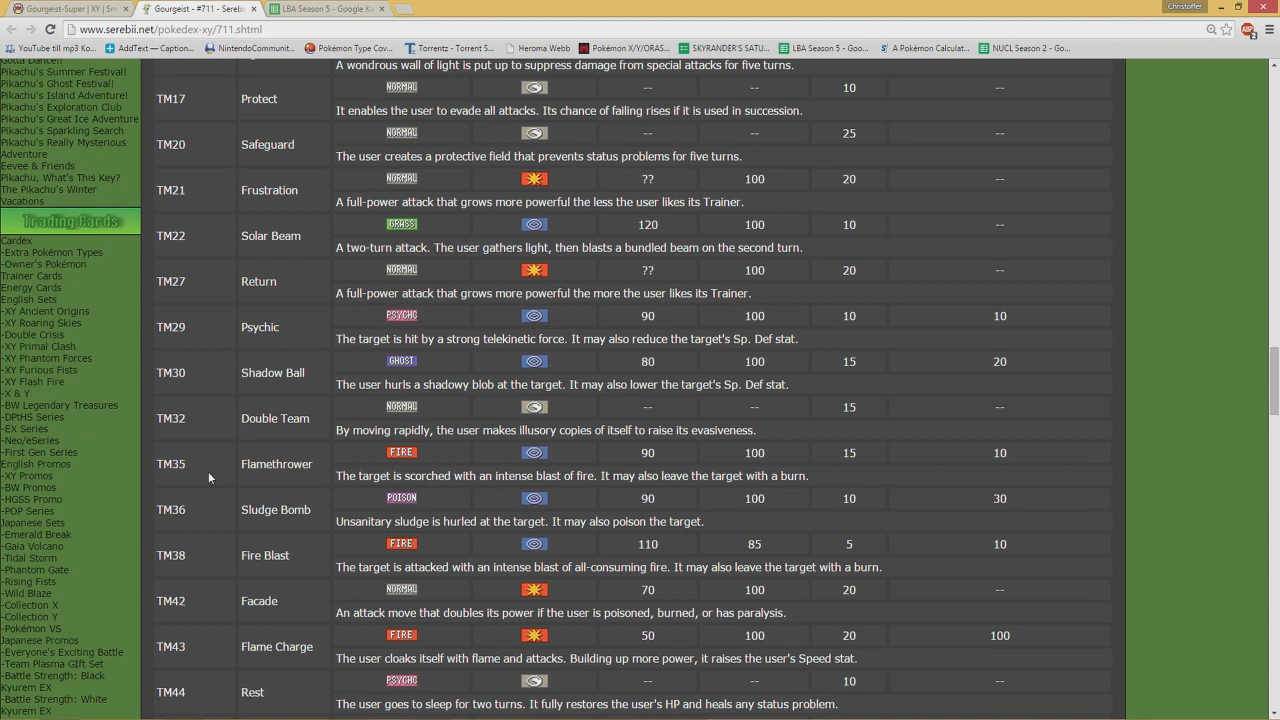 Gourgeist-Super | XY | Sm
Gourgeist - #711 - Serebii
LBA Season 5 - Google Ka
Christoffer
www.serebii.net/pokedex-xy/711.shtml
YouTube till mp3 Ko...
AddText — Caption...
NintendoCommunit...
Pokémon Type Cov...
Torrentz - Torrent S...
Heroma Webb
Pokémon X/Y/ORAS...
SKYRANDER'S SATU...
LBA Season 5 - Goo...
A Pokémon Calculat...
NUCL Season 2 - Go...
Gotta Dance!!
Pikachu's Summer Festival!
Pikachu's Ghost Festival!
Pikachu's Island Adventure!
Pikachu's Exploration Club
Pikachu's Great Ice Adventure
Pikachu's Sparkling Search
Pikachu's Really Mysterious
Adventure
Eevee & Friends
Pikachu, What's This Key?
The Pikachu's Winter
Vacations
Trading Cards
Cardex
-Extra Pokémon Types
-Owner's Pokémon
Trainer Cards
Energy Cards
English Sets
-XY Ancient Origins
-XY Roaring Skies
-Double Crisis
-XY Primal Clash
-XY Phantom Forces
-XY Furious Fists
-XY Flash Fire
-X & Y
-BW Legendary Treasures
-DPtHS Series
-EX Series
-Neo/eSeries
-First Gen Series
English Promos
-XY Promos
-BW Promos
-HGSS Promo
-POP Series
Japanese Sets
-Emerald Break
-Gaia Volcano
-Tidal Storm
-Phantom Gate
-Rising Fists
-Wild Blaze
-Collection X
-Collection Y
-Pokémon VS
Japanese Promos
-Everyone's Exciting Battle
-Team Plasma GIft Set
-Battle Strength: Black
Kyurem EX
-Battle Strength: White
Kyurem EX
A wondrous wall of light is put up to suppress damage from special attacks for five turns.
TM17 Protect NORMAL -- -- 10 --
It enables the user to evade all attacks. Its chance of failing rises if it is used in succession.
TM20 Safeguard NORMAL -- -- 25 --
The user creates a protective field that prevents status problems for five turns.
TM21 Frustration NORMAL ?? 100 20 --
A full-power attack that grows more powerful the less the user likes its Trainer.
TM22 Solar Beam GRASS 120 100 10 --
A two-turn attack. The user gathers light, then blasts a bundled beam on the second turn.
TM27 Return NORMAL ?? 100 20 --
A full-power attack that grows more powerful the more the user likes its Trainer.
TM29 Psychic PSYCHC 90 100 10 10
The target is hit by a strong telekinetic force. It may also reduce the target's Sp. Def stat.
TM30 Shadow Ball GHOST 80 100 15 20
The user hurls a shadowy blob at the target. It may also lower the target's Sp. Def stat.
TM32 Double Team NORMAL -- -- 15 --
By moving rapidly, the user makes illusory copies of itself to raise its evasiveness.
TM35 Flamethrower FIRE 90 100 15 10
The target is scorched with an intense blast of fire. It may also leave the target with a burn.
TM36 Sludge Bomb POISON 90 100 10 30
Unsanitary sludge is hurled at the target. It may also poison the target.
TM38 Fire Blast FIRE 110 85 5 10
The target is attacked with an intense blast of all-consuming fire. It may also leave the target with a burn.
TM42 Facade NORMAL 70 100 20 --
An attack move that doubles its power if the user is poisoned, burned, or has paralysis.
TM43 Flame Charge FIRE 50 100 20 100
The user cloaks itself with flame and attacks. Building up more power, it raises the user's Speed stat.
TM44 Rest PSYCHC -- -- 10 --
The user goes to sleep for two turns. It fully restores the user's HP and heals any status problem.